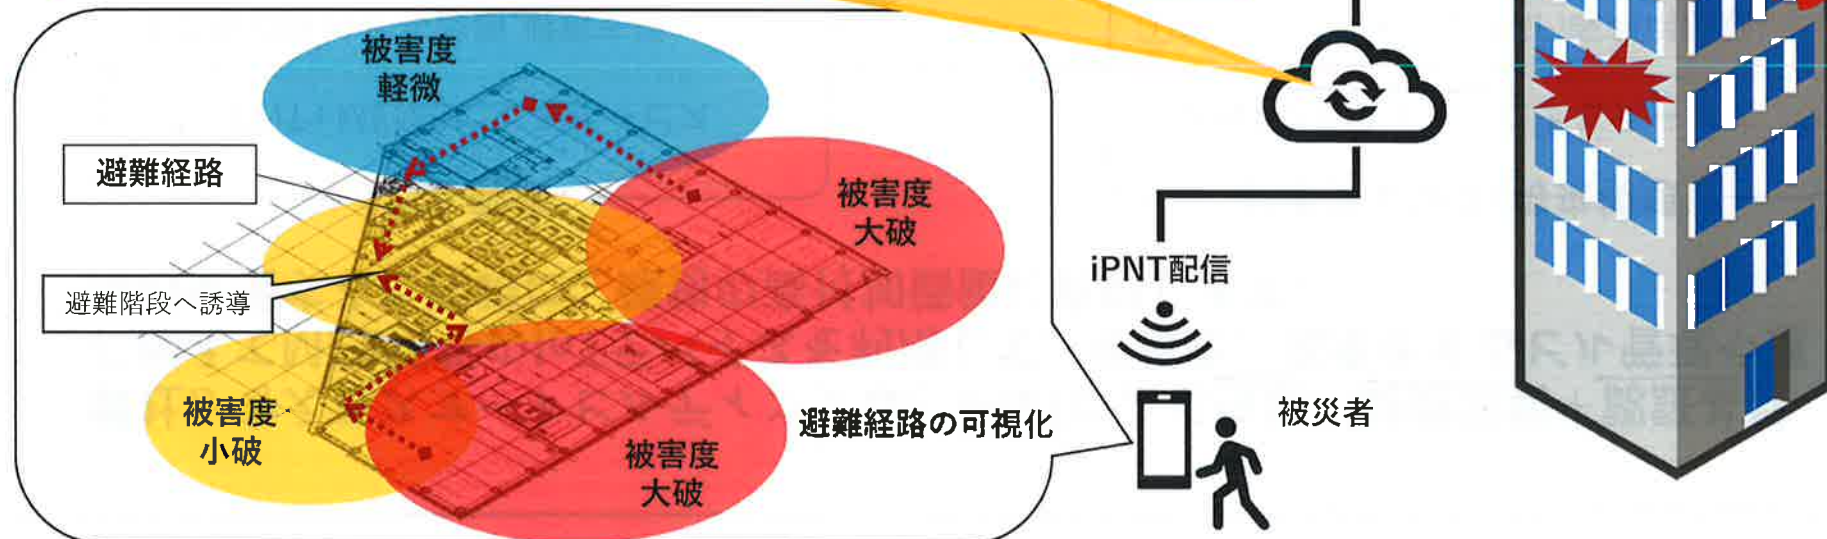 被害度
軽微
避難経路
被害度
大破
避難階段へ誘導
iPNT配信
被害度
小破
避難経路の可視化
被災者
被害度
大破